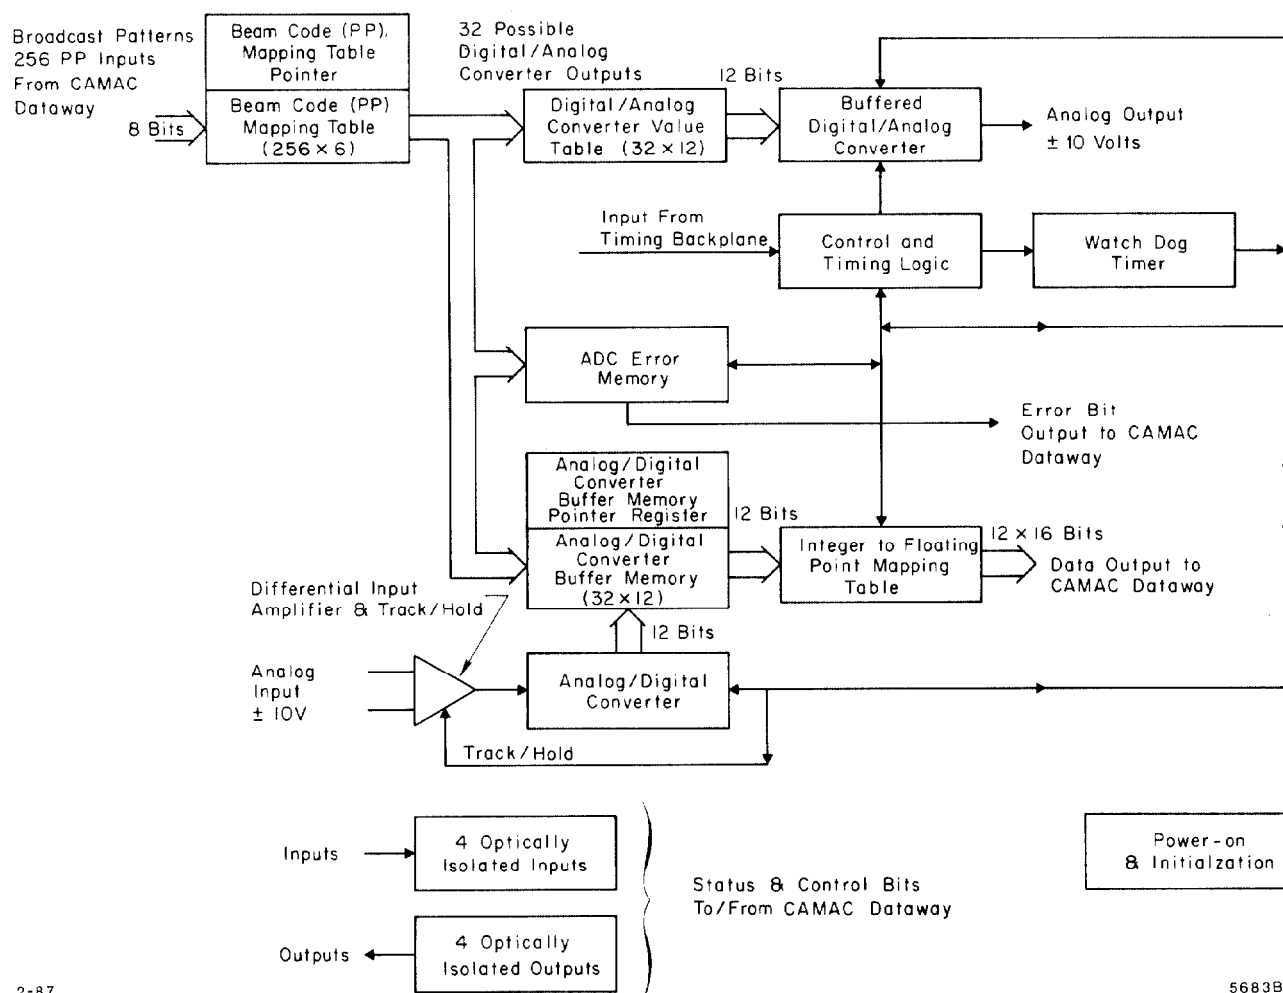 Broadcast Patterns
256 PP Inputs
From CAMAC
Dataway
8 Bits
Beam Code (PP),
Mapping Table
Pointer
Beam Code (PP)
Mapping Table
(256 × 6)
32 Possible
Digital/Analog
Converter Outputs
Digital/Analog
Converter Value
Table (32 × 12)
12 Bits
Buffered
Digital/Analog
Converter
Analog Output
± 10 Volts
Input From
Timing Backplane
Control and
Timing Logic
Watch Dog
Timer
ADC Error
Memory
Error Bit
Output to CAMAC
Dataway
Analog/Digital
Converter
Buffer Memory
Pointer Register
Analog/Digital
Converter
Buffer Memory
(32 × 12)
12 Bits
Integer to Floating
Point Mapping
Table
12 × 16 Bits
Data Output to
CAMAC Dataway
Differential Input
Amplifier & Track/Hold
12 Bits
Analog
Input
± 10V
Analog/Digital
Converter
Track/Hold
Inputs
4 Optically
Isolated Inputs
Status & Control Bits
To/From CAMAC Dataway
Power-on
& Initialzation
Outputs
4 Optically
Isolated Outputs
2-87
5683B